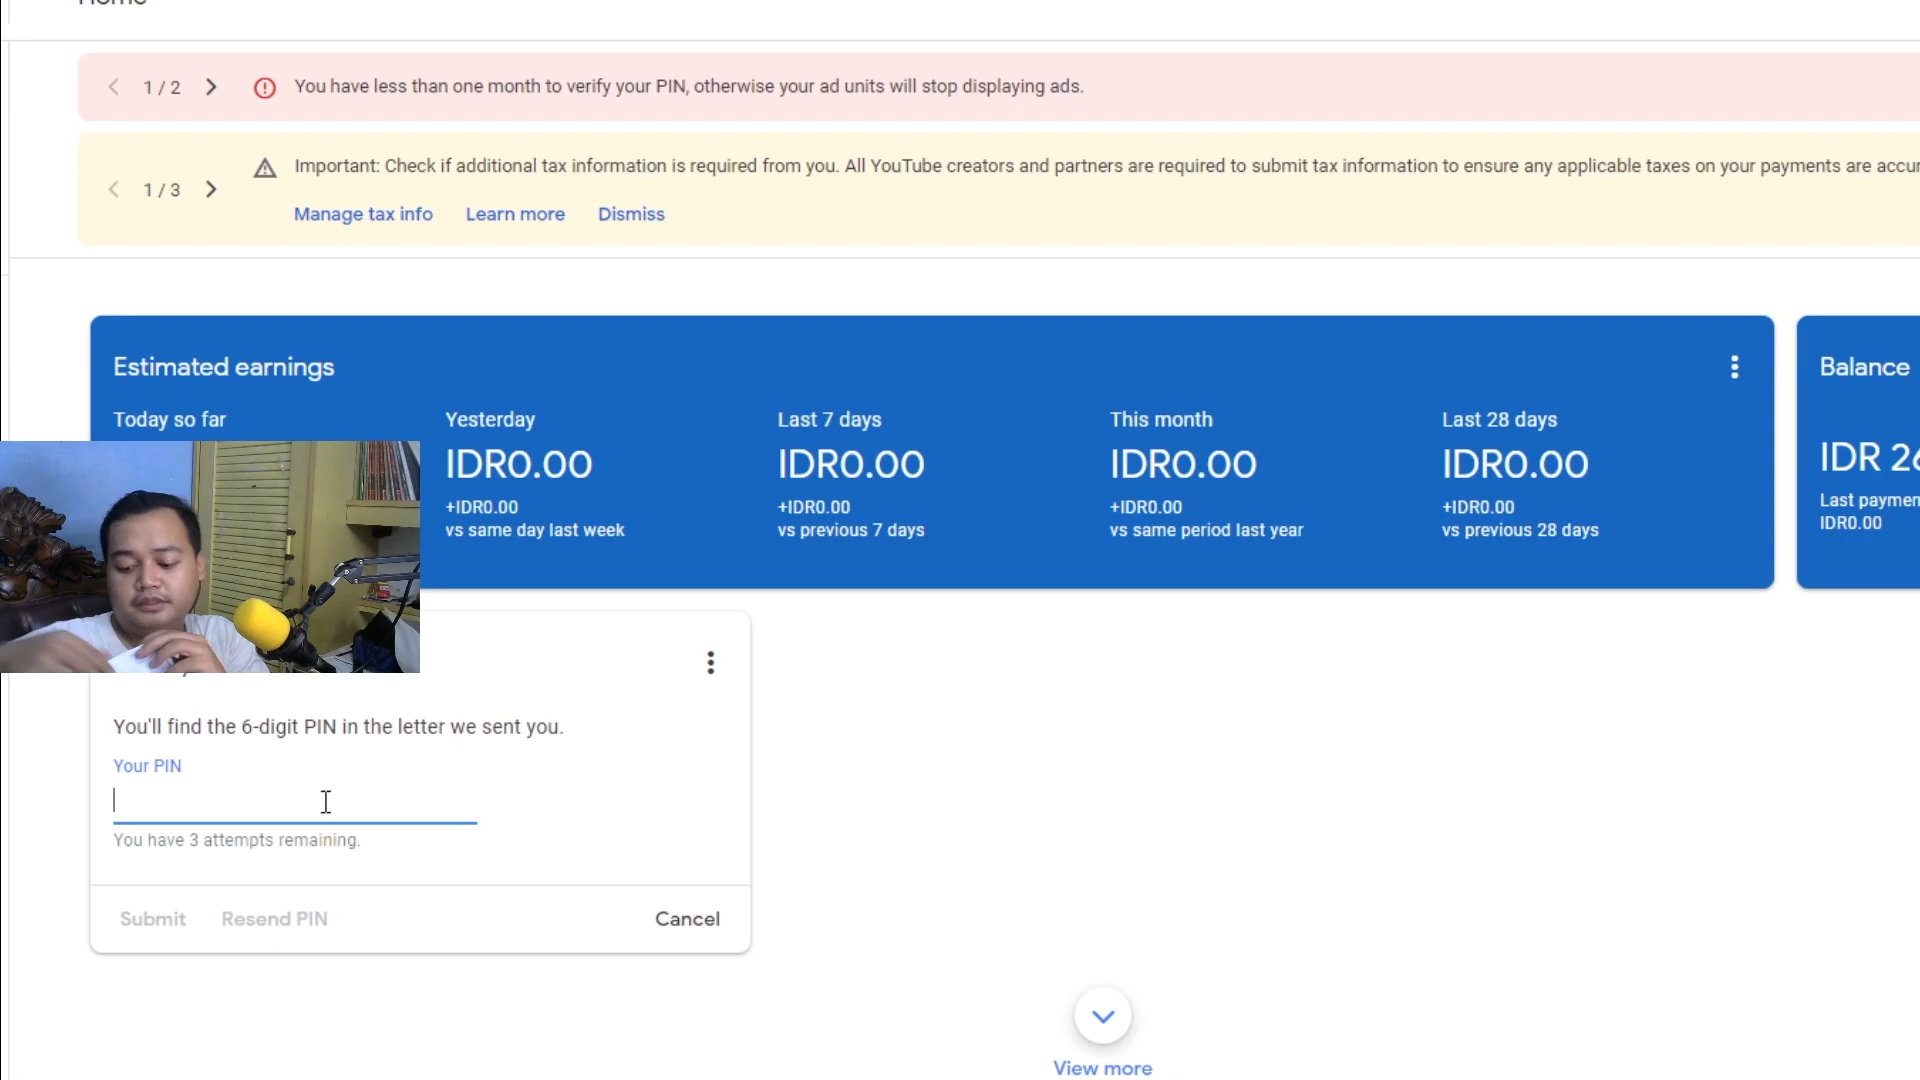 Home
1 / 2
You have less than one month to verify your PIN, otherwise your ad units will stop displaying ads.
1 / 3
Important: Check if additional tax information is required from you. All YouTube creators and partners are required to submit tax information to ensure any applicable taxes on your payments are accur
Manage tax info Learn more Dismiss
Estimated earnings
Today so far
Yesterday
IDR0.00
+IDR0.00
vs same day last week
Last 7 days
IDR0.00
+IDR0.00
vs previous 7 days
This month
IDR0.00
+IDR0.00
vs same period last year
Last 28 days
IDR0.00
+IDR0.00
vs previous 28 days
Balance
IDR 26
Last paymen
IDR0.00
You'll find the 6-digit PIN in the letter we sent you.
Your PIN
You have 3 attempts remaining.
Submit Resend PIN Cancel
View more